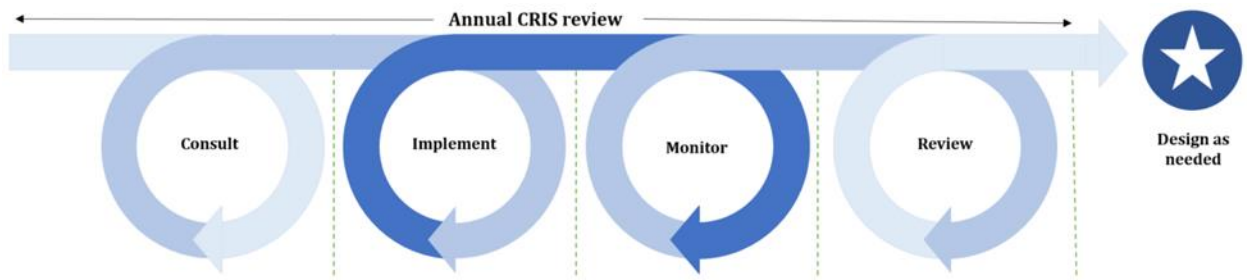 Annual CRIS review
Consult
Implement
Monitor
Review
Design as
needed